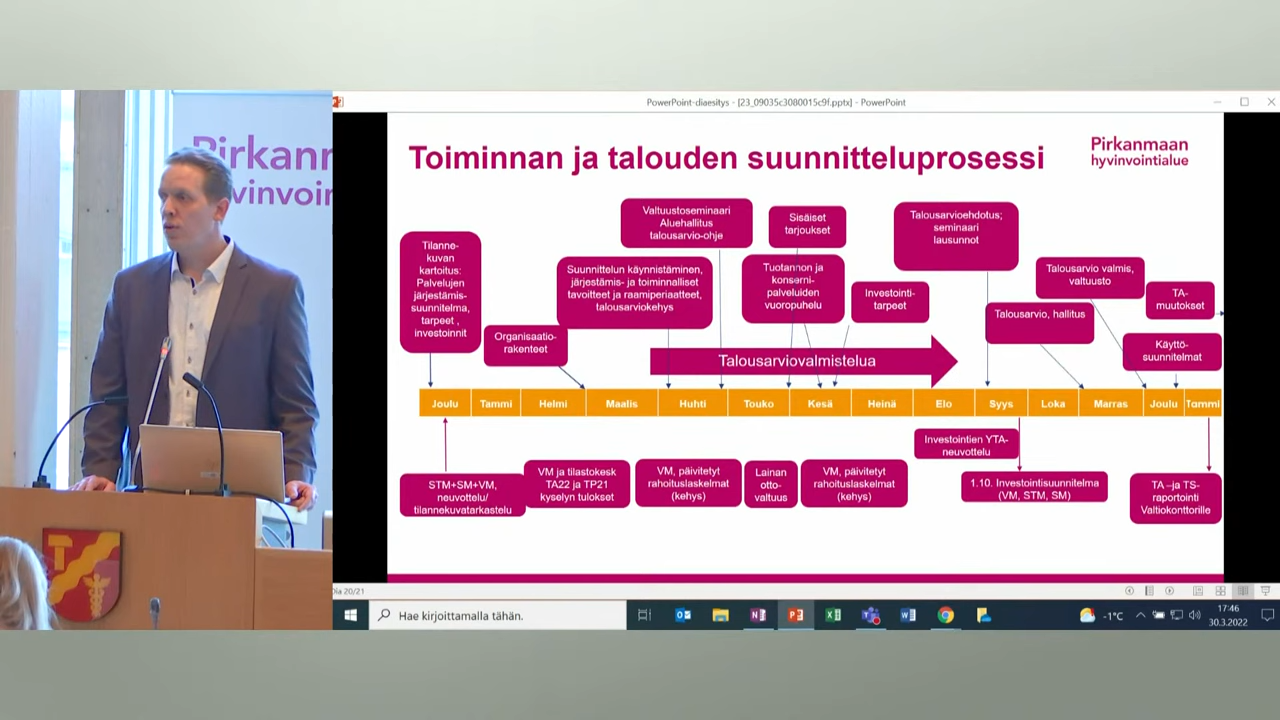 PowerPoint-diaesitys - [23_09035c3080015c9f.pptx] - PowerPoint
Pirkanm
vinvoin
Toiminnan ja talouden suunnitteluprosessi
Pirkanmaan
hyvinvointialue
Tilanne-
kuvan
kartoitus:
Palvelujen
järjestämis-
suunnitelma,
tarpeet ,
investoinnit
Organisaatio-
rakenteet
Suunnittelun käynnistäminen,
järjestämis- ja toiminnalliset
tavoitteet ja raamiperiaatteet,
talousarviokehys
Valtuustoseminaari
Aluehallitus
talousarvio-ohje
Sisäiset
tarjoukset
Tuotannon ja
konserni-
palveluiden
vuoropuhelu
Investointi-
tarpeet
Talousarvioehdotus;
seminaari
lausunnot
Talousarvio, hallitus
Talousarvio valmis,
valtuusto
TA-
muutokset
Käyttö-
suunnitelmat
Talousarviovalmistelua
Joulu Tammi Helmi Maalis Huhti Touko Kesä Heinä Elo Syys Loka Marras Joulu Tammi
STM+SM+VM,
neuvottelu/
tilannekuvatarkastelu
VM ja tilastokesk
TA22 ja TP21
kyselyn tulokset
VM, päivitetyt
rahoituslaskelmat
(kehys)
Lainan
otto-
valtuus
VM, päivitetyt
rahoituslaskelmat
(kehys)
Investointien YTA-
neuvottelu
1.10. Investointisuunnitelma
(VM, STM, SM)
TA –ja TS-
raportointi
Valtiokonttorille
Dia 20/21
Hae kirjoittamalla tähän.
-1°C
17:46
30.3.2022